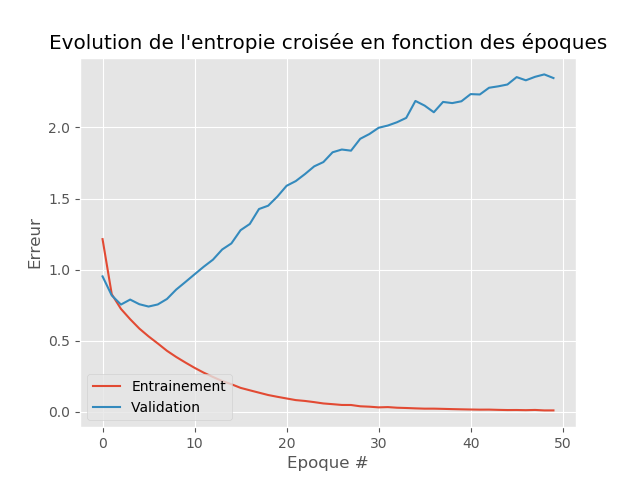 Evolution de l'entropie croisée en fonction des époques
Erreur
2.0
1.5
1.0
0.5
0.0
Entrainement
Validation
0
10
20
30
40
50
Epoque #